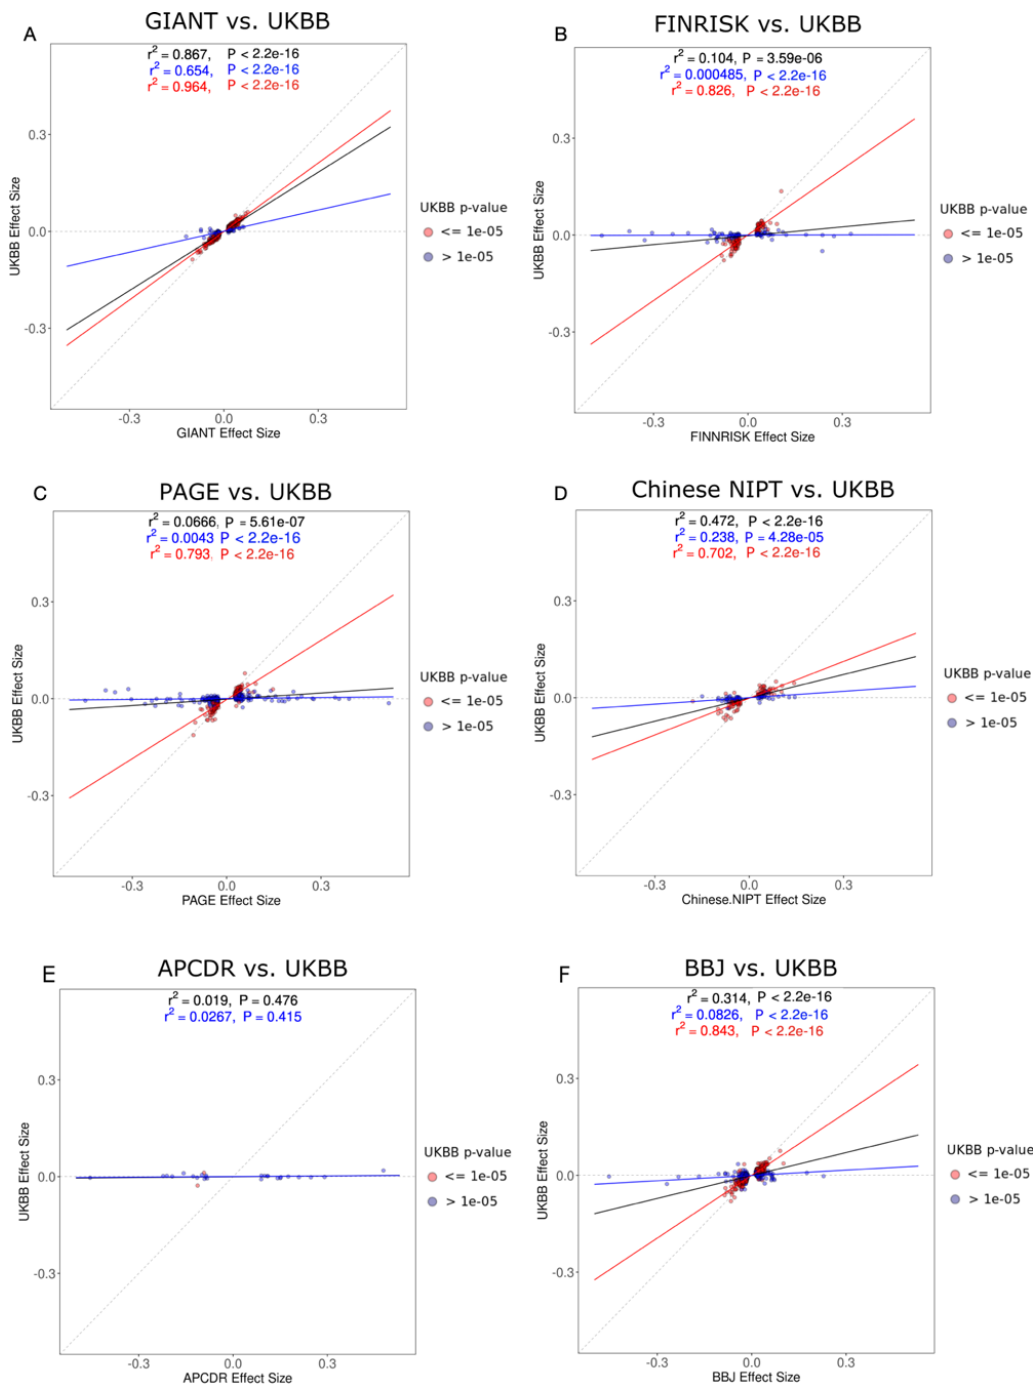 A
GIANT vs. UKBB
r² = 0.867, P < 2.2e-16
r² = 0.654, P < 2.2e-16
r² = 0.964, P < 2.2e-16
0.3
0.0
-0.3
UKBB Effect Size
-0.3 0.0 0.3
GIANT Effect Size
UKBB p-value
<= 1e-05
> 1e-05
B
FINRISK vs. UKBB
r² = 0.104, P = 3.59e-06
r² = 0.000485, P < 2.2e-16
r² = 0.826, P < 2.2e-16
0.3
0.0
-0.3
UKBB Effect Size
-0.3 0.0 0.3
FINNRISK Effect Size
UKBB p-value
<= 1e-05
> 1e-05
C
PAGE vs. UKBB
r² = 0.0666, P = 5.61e-07
r² = 0.0043 P < 2.2e-16
r² = 0.793, P < 2.2e-16
0.3
0.0
-0.3
UKBB Effect Size
-0.3 0.0 0.3
PAGE Effect Size
UKBB p-value
<= 1e-05
> 1e-05
D
Chinese NIPT vs. UKBB
r² = 0.472, P < 2.2e-16
r² = 0.238, P = 4.28e-05
r² = 0.702, P < 2.2e-16
0.3
0.0
-0.3
UKBB Effect Size
-0.3 0.0 0.3
Chinese.NIPT Effect Size
UKBB p-value
<= 1e-05
> 1e-05
E
APCDR vs. UKBB
r² = 0.019, P = 0.476
r² = 0.0267, P = 0.415
0.3
0.0
-0.3
UKBB Effect Size
-0.3 0.0 0.3
APCDR Effect Size
UKBB p-value
<= 1e-05
> 1e-05
F
BBJ vs. UKBB
r² = 0.314, P < 2.2e-16
r² = 0.0826, P < 2.2e-16
r² = 0.843, P < 2.2e-16
0.3
0.0
-0.3
UKBB Effect Size
-0.3 0.0 0.3
BBJ Effect Size
UKBB p-value
<= 1e-05
> 1e-05